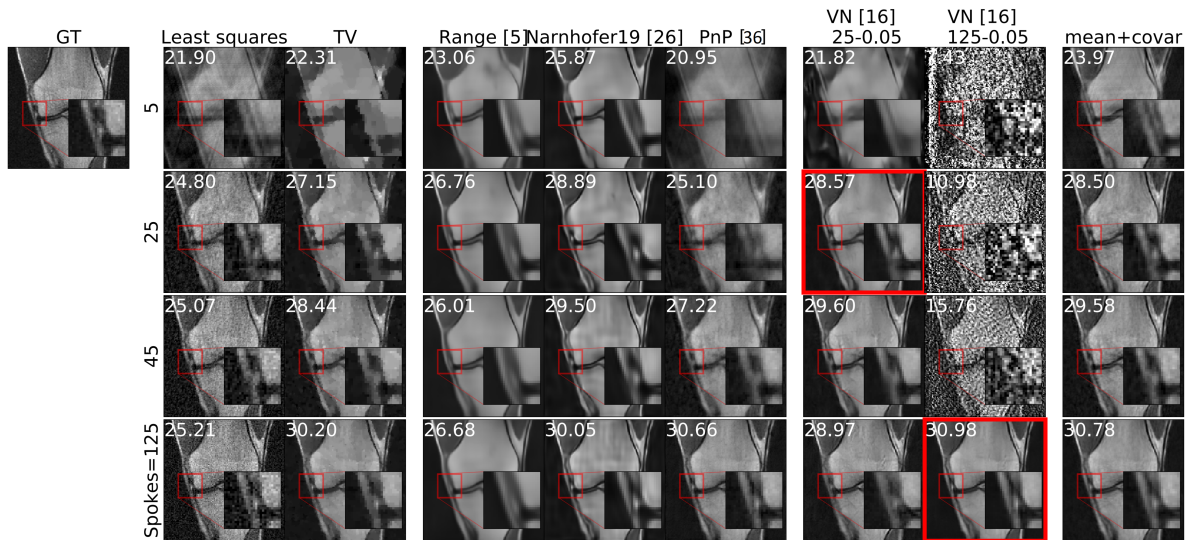 VN [16] VN [16]
GT Least squares TV Range [5] Narnhofer19 [26] PnP [36] 25-0.05 125-0.05 mean+covar
5 21.90 22.31 23.06 25.87 20.95 21.82 .43 23.97
25 24.80 27.15 26.76 28.89 25.10 28.57 10.98 28.50
45 25.07 28.44 26.01 29.50 27.22 29.60 15.76 29.58
Spokes=125 25.21 30.20 26.68 30.05 30.66 28.97 30.98 30.78